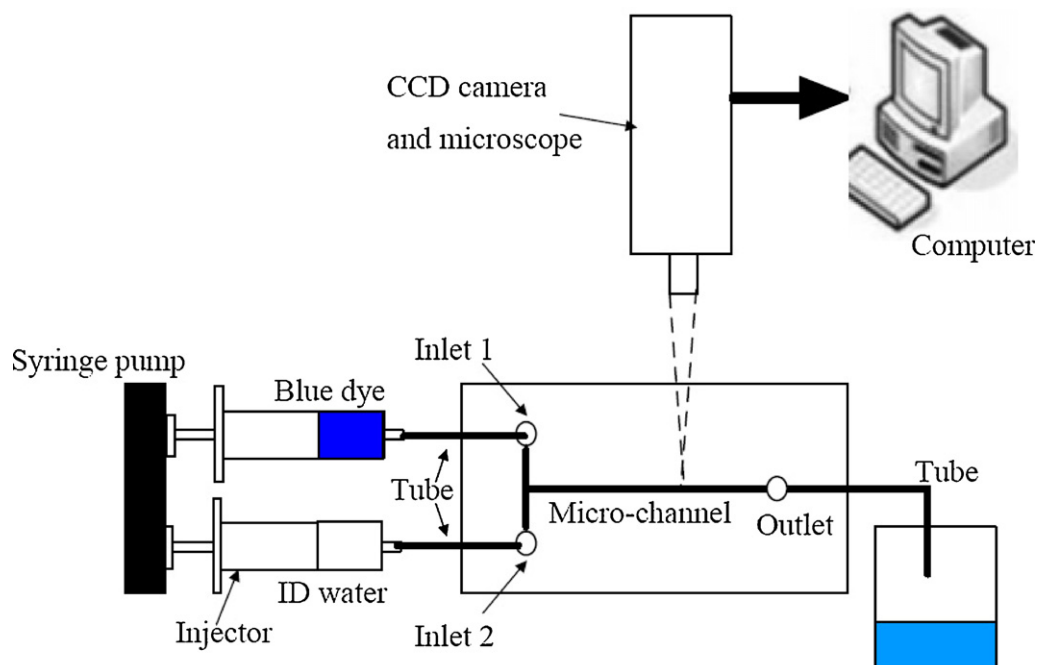 CCD camera
and microscope
Computer
Inlet 1
Syringe pump
Blue dye
Tube
Tube
Micro-channel
Outlet
ID water
Injector
Inlet 2